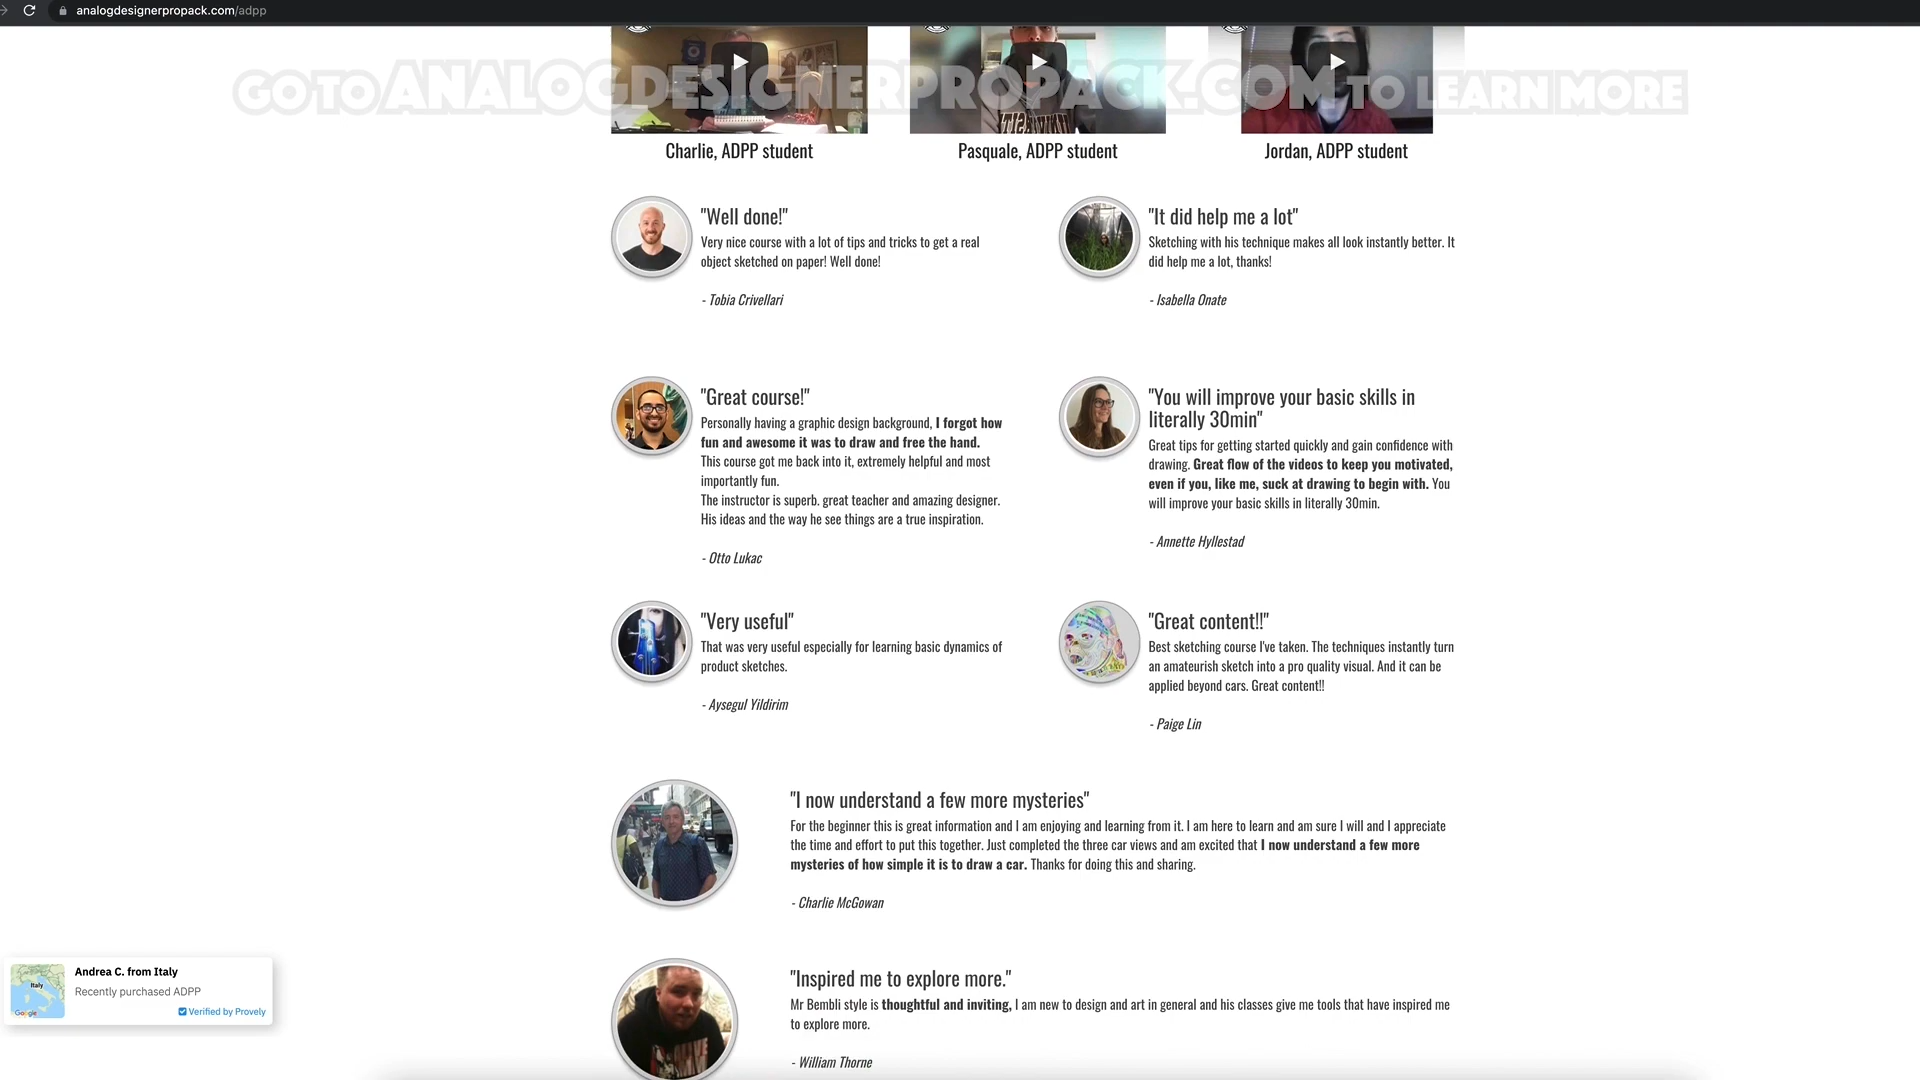 analogdesignerpropack.com/adpp
GO TO ANALOGDESIGNERPROPACK.COM TO LEARN MORE
Charlie, ADPP student
Pasquale, ADPP student
Jordan, ADPP student
"Well done!"
Very nice course with a lot of tips and tricks to get a real
object sketched on paper! Well done!
- Tobia Crivellari
"It did help me a lot"
Sketching with his technique makes all look instantly better. It
did help me a lot, thanks!
- Isabella Onate
"Great course!"
Personally having a graphic design background, I forgot how
fun and awesome it was to draw and free the hand.
This course got me back into it, extremely helpful and most
importantly fun.
The instructor is superb. great teacher and amazing designer.
His ideas and the way he see things are a true inspiration.
- Otto Lukac
"You will improve your basic skills in
literally 30min"
Great tips for getting started quickly and gain confidence with
drawing. Great flow of the videos to keep you motivated,
even if you, like me, suck at drawing to begin with. You
will improve your basic skills in literally 30min.
- Annette Hyllestad
"Very useful"
That was very useful especially for learning basic dynamics of
product sketches.
- Aysegul Yildirim
"Great content!!"
Best sketching course I've taken. The techniques instantly turn
an amateurish sketch into a pro quality visual. And it can be
applied beyond cars. Great content!!
- Paige Lin
"I now understand a few more mysteries"
For the beginner this is great information and I am enjoying and learning from it. I am here to learn and am sure I will and I appreciate
the time and effort to put this together. Just completed the three car views and am excited that I now understand a few more
mysteries of how simple it is to draw a car. Thanks for doing this and sharing.
- Charlie McGowan
"Inspired me to explore more."
Mr Bembli style is thoughtful and inviting, I am new to design and art in general and his classes give me tools that have inspired me
to explore more.
- William Thorne
Italy
Google
Andrea C. from Italy
Recently purchased ADPP
Verified by Provely